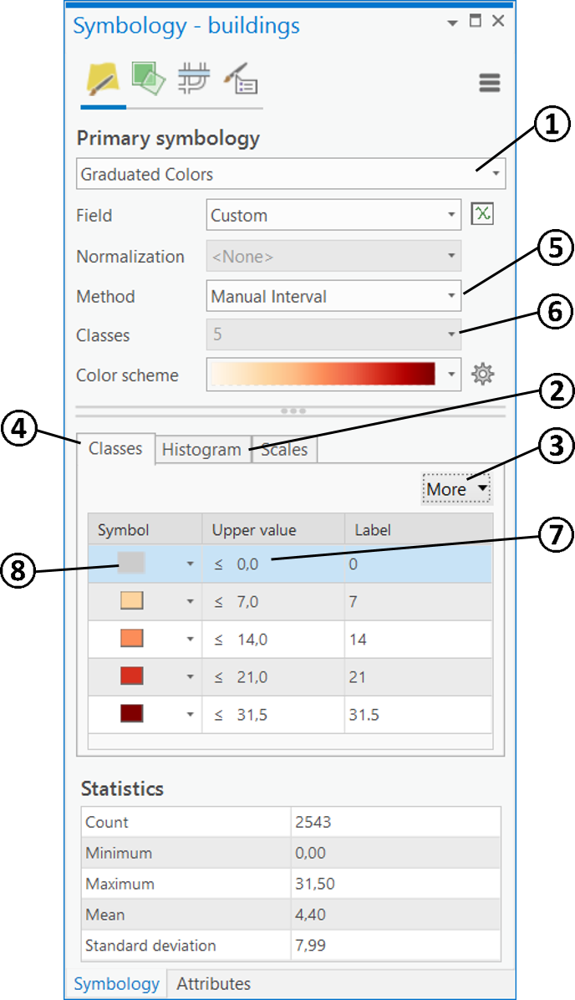 Symbology - buildings
Primary symbology
1
Graduated Colors
Field Custom
Normalization <None>
5
Method Manual Interval
6
Classes 5
Color scheme
2
4
Classes Histogram Scales
3
More
Symbol Upper value Label
7
8
≤ 0,0 0
≤ 7,0 7
≤ 14,0 14
≤ 21,0 21
≤ 31,5 31.5
Statistics
Count 2543
Minimum 0,00
Maximum 31,50
Mean 4,40
Standard deviation 7,99
Symbology Attributes